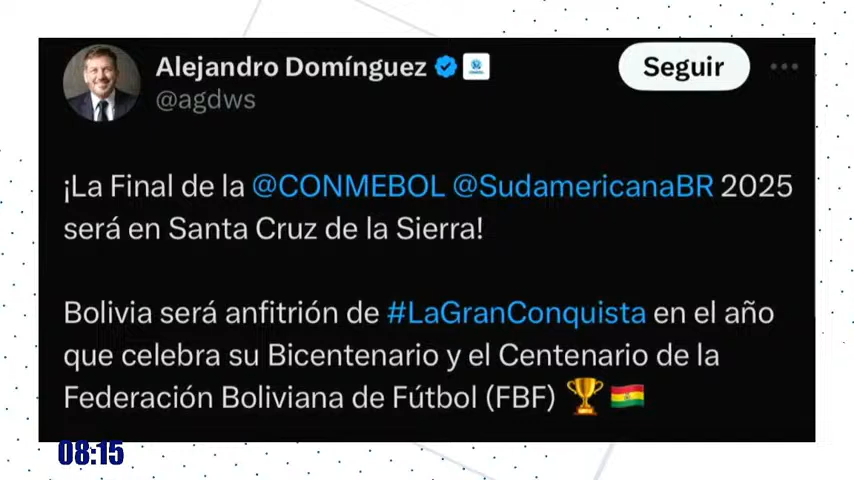 Alejandro Domínguez
Seguir
@agdws
¡La Final de la @CONMEBOL @SudamericanaBR 2025
será en Santa Cruz de la Sierra!
Bolivia será anfitrión de #LaGranConquista en el año
que celebra su Bicentenario y el Centenario de la
Federación Boliviana de Fútbol (FBF) 🏆🇧🇴
08:15